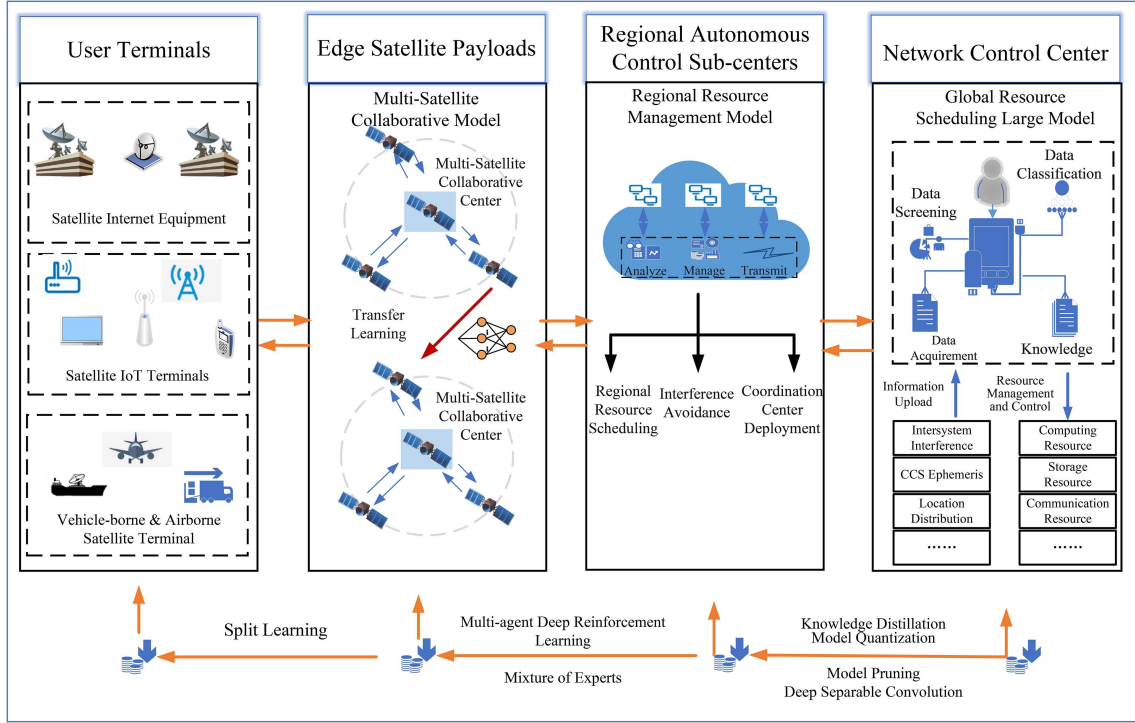 User Terminals
Satellite Internet Equipment
Satellite IoT Terminals
Vehicle-borne & Airborne
Satellite Terminal
Edge Satellite Payloads
Multi-Satellite
Collaborative Model
Multi-Satellite
Collaborative
Center
Transfer
Learning
Multi-Satellite
Collaborative
Center
Regional Autonomous
Control Sub-centers
Regional Resource
Management Model
Analyze
Manage
Transmit
Regional
Resource
Scheduling
Interference
Avoidance
Coordination
Center
Deployment
Network Control Center
Global Resource
Scheduling Large Model
Data
Classification
Data
Screening
Data
Acquirement
Knowledge
Information
Upload
Resource
Management
and Control
Intersystem
Interference
CCS Ephemeris
Location
Distribution
……
Computing
Resource
Storage
Resource
Communication
Resource
……
Split Learning
Multi-agent Deep Reinforcement
Learning
Mixture of Experts
Knowledge Distillation
Model Quantization
Model Pruning
Deep Separable Convolution